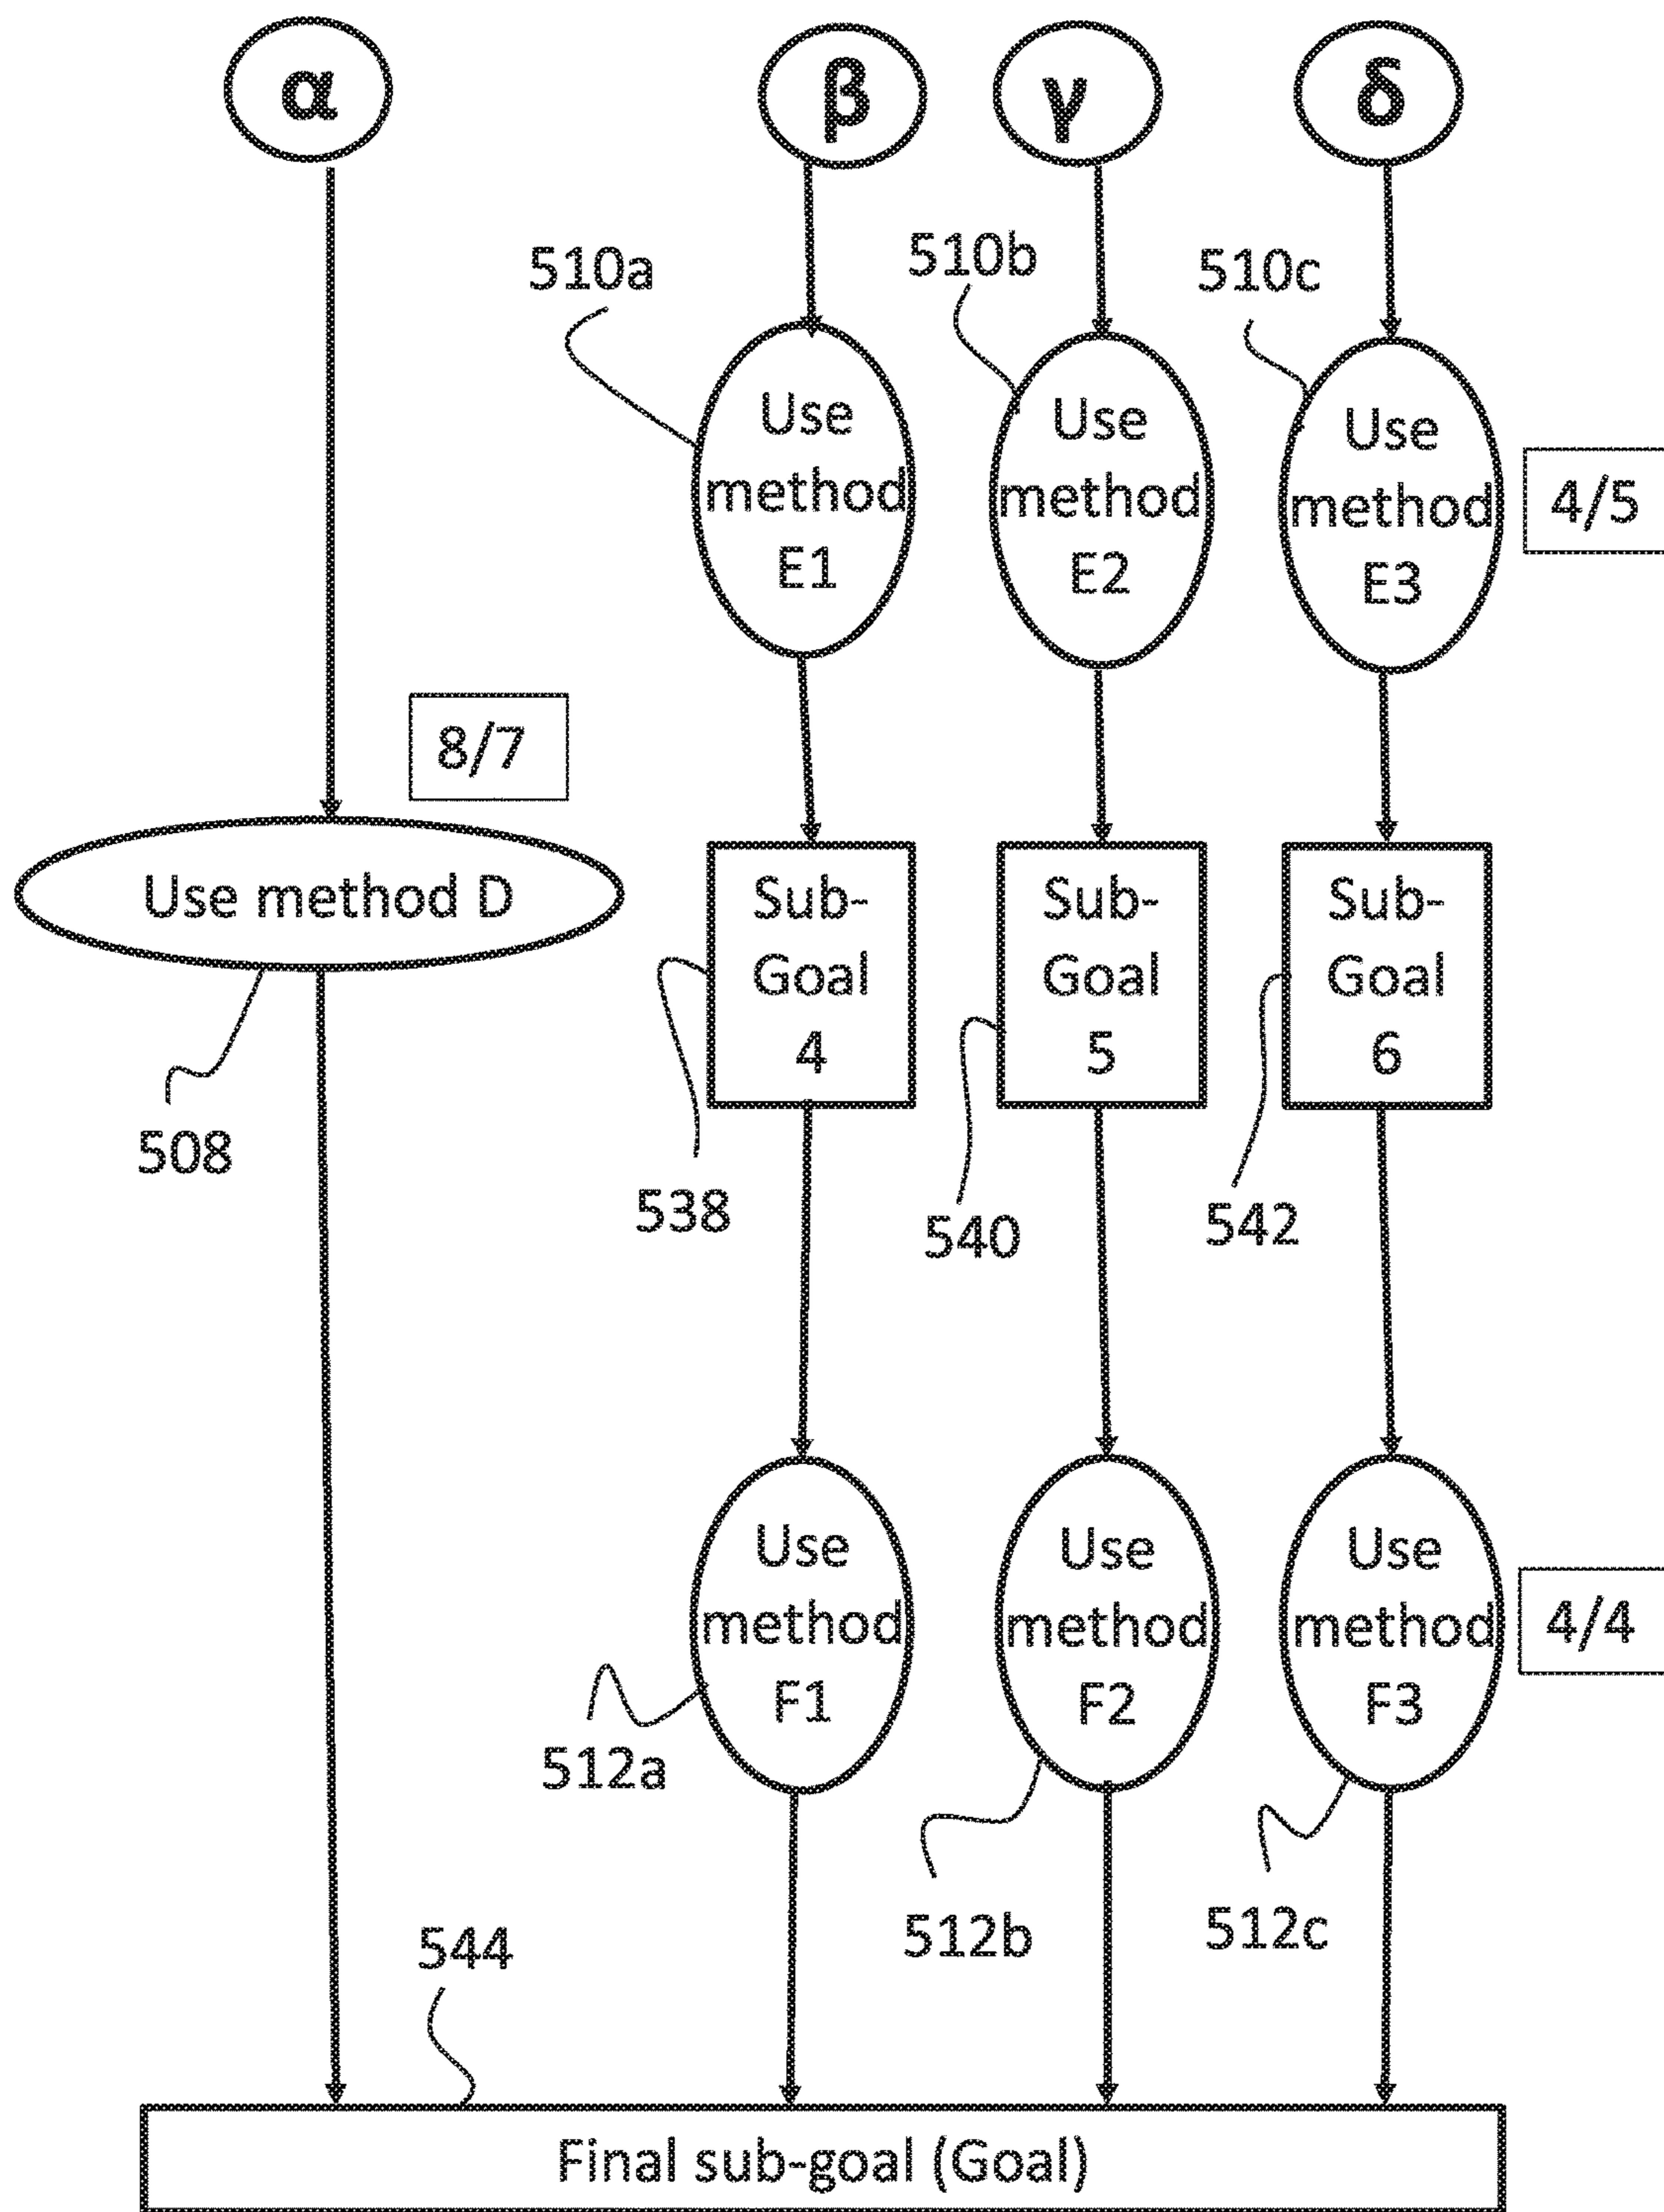 α
β
γ
δ
510a
510b
510c
Use
method
E1
Use
method
E2
Use
method
E3
4/5
8/7
Use method D
508
Sub-
Goal
4
Sub-
Goal
5
Sub-
Goal
6
538
540
542
Use
method
F1
Use
method
F2
Use
method
F3
4/4
512a
512b
512c
544
Final sub-goal (Goal)